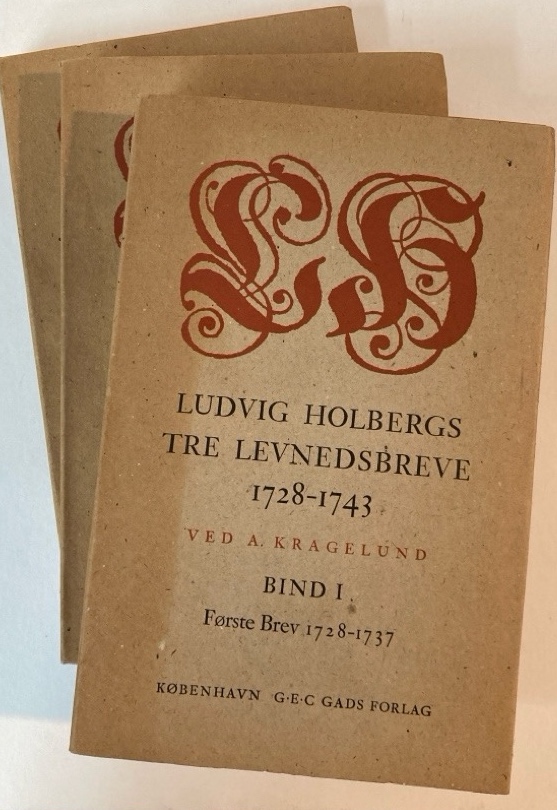 LH
LUDVIG HOLBERGS
TRE LEVNEDSBREVE
1728-1743
VED A. KRAGELUND
BIND I
Første Brev 1728-1737
KØBENHAVN G·E·C GADS FORLAG